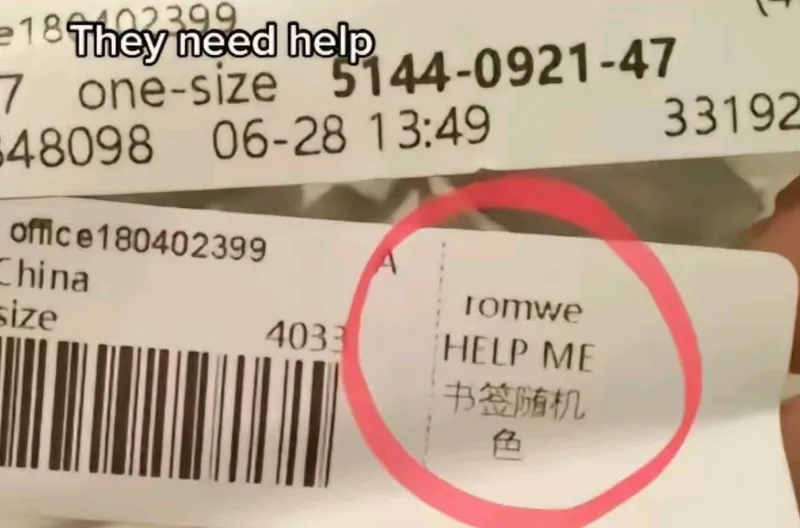 They need help
e180402399
7 one-size 5144-0921-47
348098 06-28 13:49 33192
office180402399
China A
size 4033
romwe
HELP ME
书签随机
色